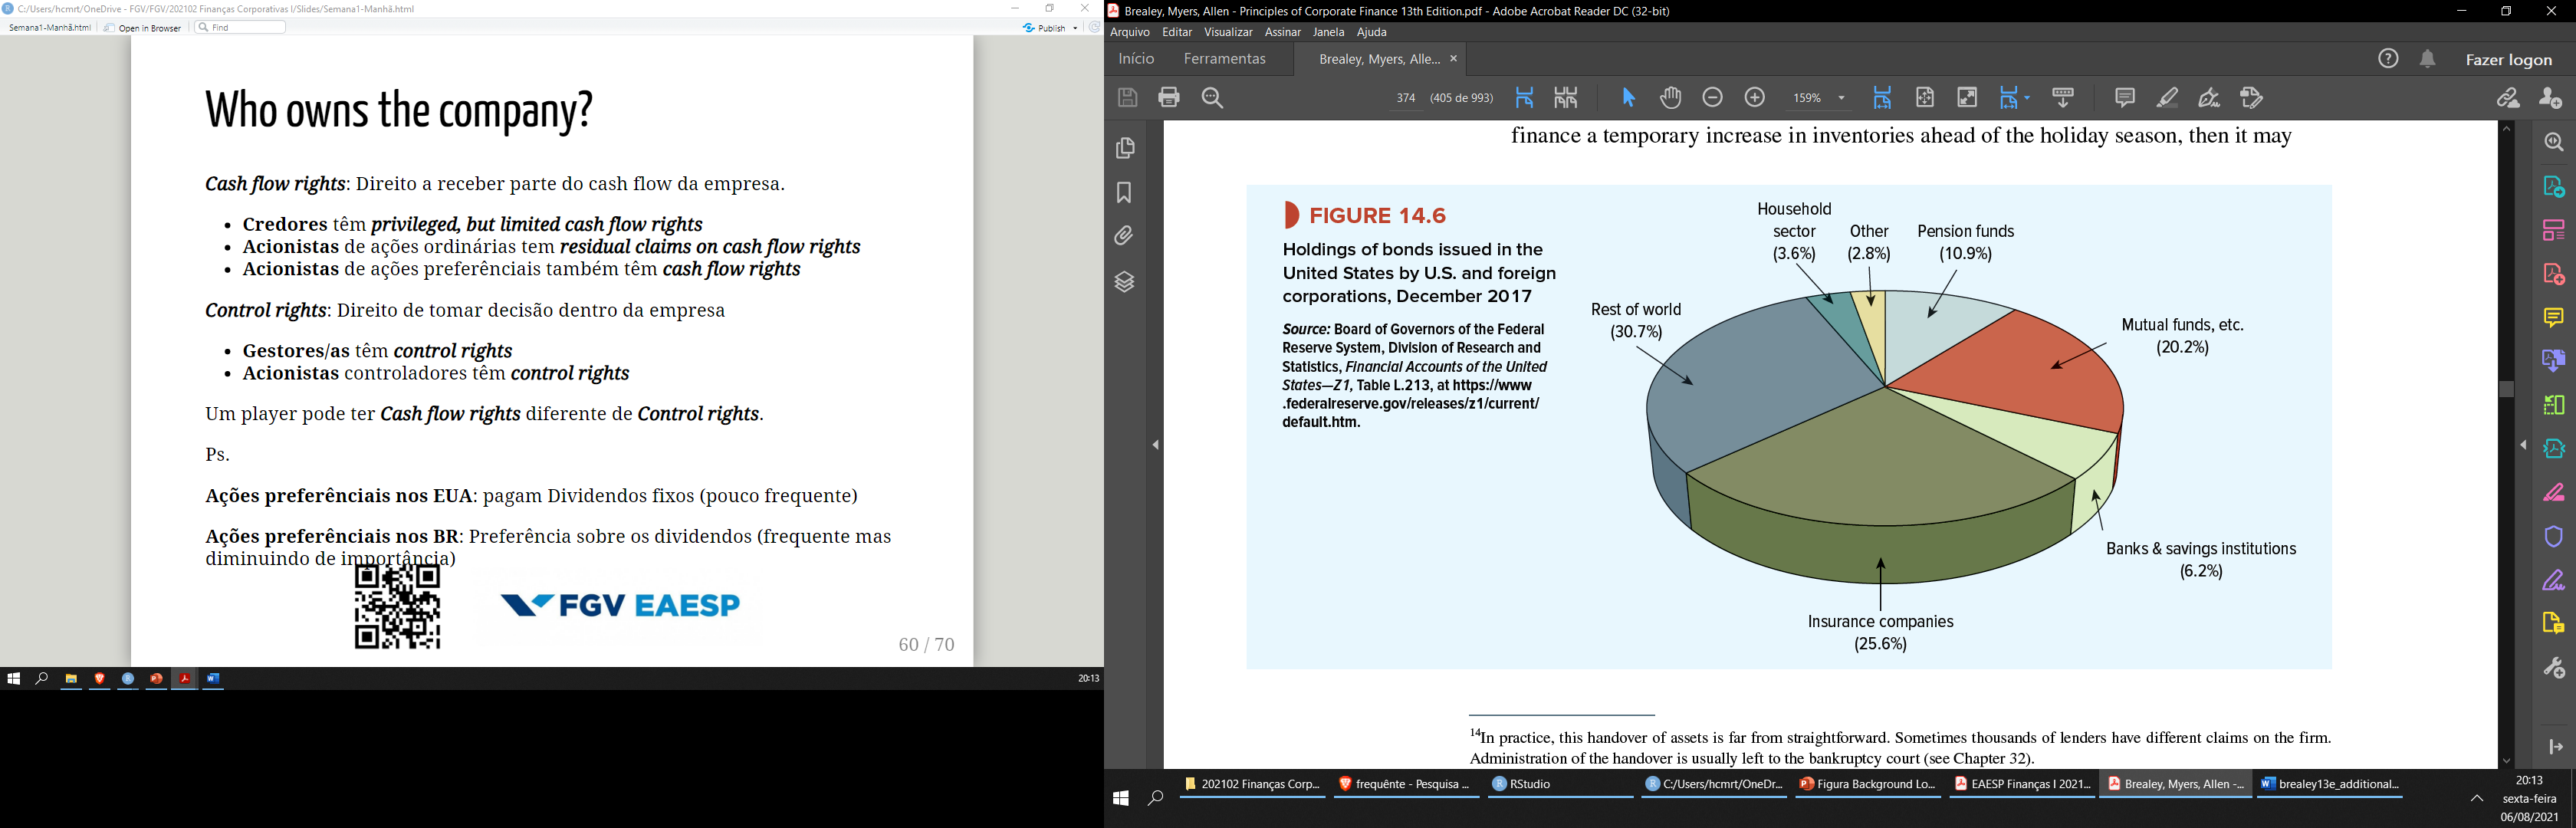 C:/Users/hcmrt/OneDrive - FGV/FGV/202102 Finanças Corporativas I/Slides/Semana1-Manhã.html
Semana1-Manhã.html
Open in Browser
Find
Publish
Who owns the company?
Cash flow rights: Direito a receber parte do cash flow da empresa.
• Credores têm privileged, but limited cash flow rights
• Acionistas de ações ordinárias tem residual claims on cash flow rights
• Acionistas de ações preferênciais também têm cash flow rights
Control rights: Direito de tomar decisão dentro da empresa
• Gestores/as têm control rights
• Acionistas controladores têm control rights
Um player pode ter Cash flow rights diferente de Control rights.
Ps.
Ações preferênciais nos EUA: pagam Dividendos fixos (pouco frequente)
Ações preferênciais nos BR: Preferência sobre os dividendos (frequente mas
diminuindo de importância)
FGV EAESP
60 / 70
20:13
Brealey, Myers, Allen - Principles of Corporate Finance 13th Edition.pdf - Adobe Acrobat Reader DC (32-bit)
Arquivo Editar Visualizar Assinar Janela Ajuda
Início
Ferramentas
Brealey, Myers, Alle... ×
Fazer logon
374 (405 de 993)
159%
finance a temporary increase in inventories ahead of the holiday season, then it may
FIGURE 14.6
Holdings of bonds issued in the
United States by U.S. and foreign
corporations, December 2017
Source: Board of Governors of the Federal
Reserve System, Division of Research and
Statistics, Financial Accounts of the United
States—Z1, Table L.213, at https://www
.federalreserve.gov/releases/z1/current/
default.htm.
Household
sector
(3.6%)
Other
(2.8%)
Pension funds
(10.9%)
Rest of world
(30.7%)
Mutual funds, etc.
(20.2%)
Banks & savings institutions
(6.2%)
Insurance companies
(25.6%)
14In practice, this handover of assets is far from straightforward. Sometimes thousands of lenders have different claims on the firm.
Administration of the handover is usually left to the bankruptcy court (see Chapter 32).
202102 Finanças Corp...
frequênte - Pesquisa ...
RStudio
C:/Users/hcmrt/OneDr...
Figura Background Lo...
EAESP Finanças I 2021...
Brealey, Myers, Allen -...
brealey13e_additional...
20:13
sexta-feira
06/08/2021